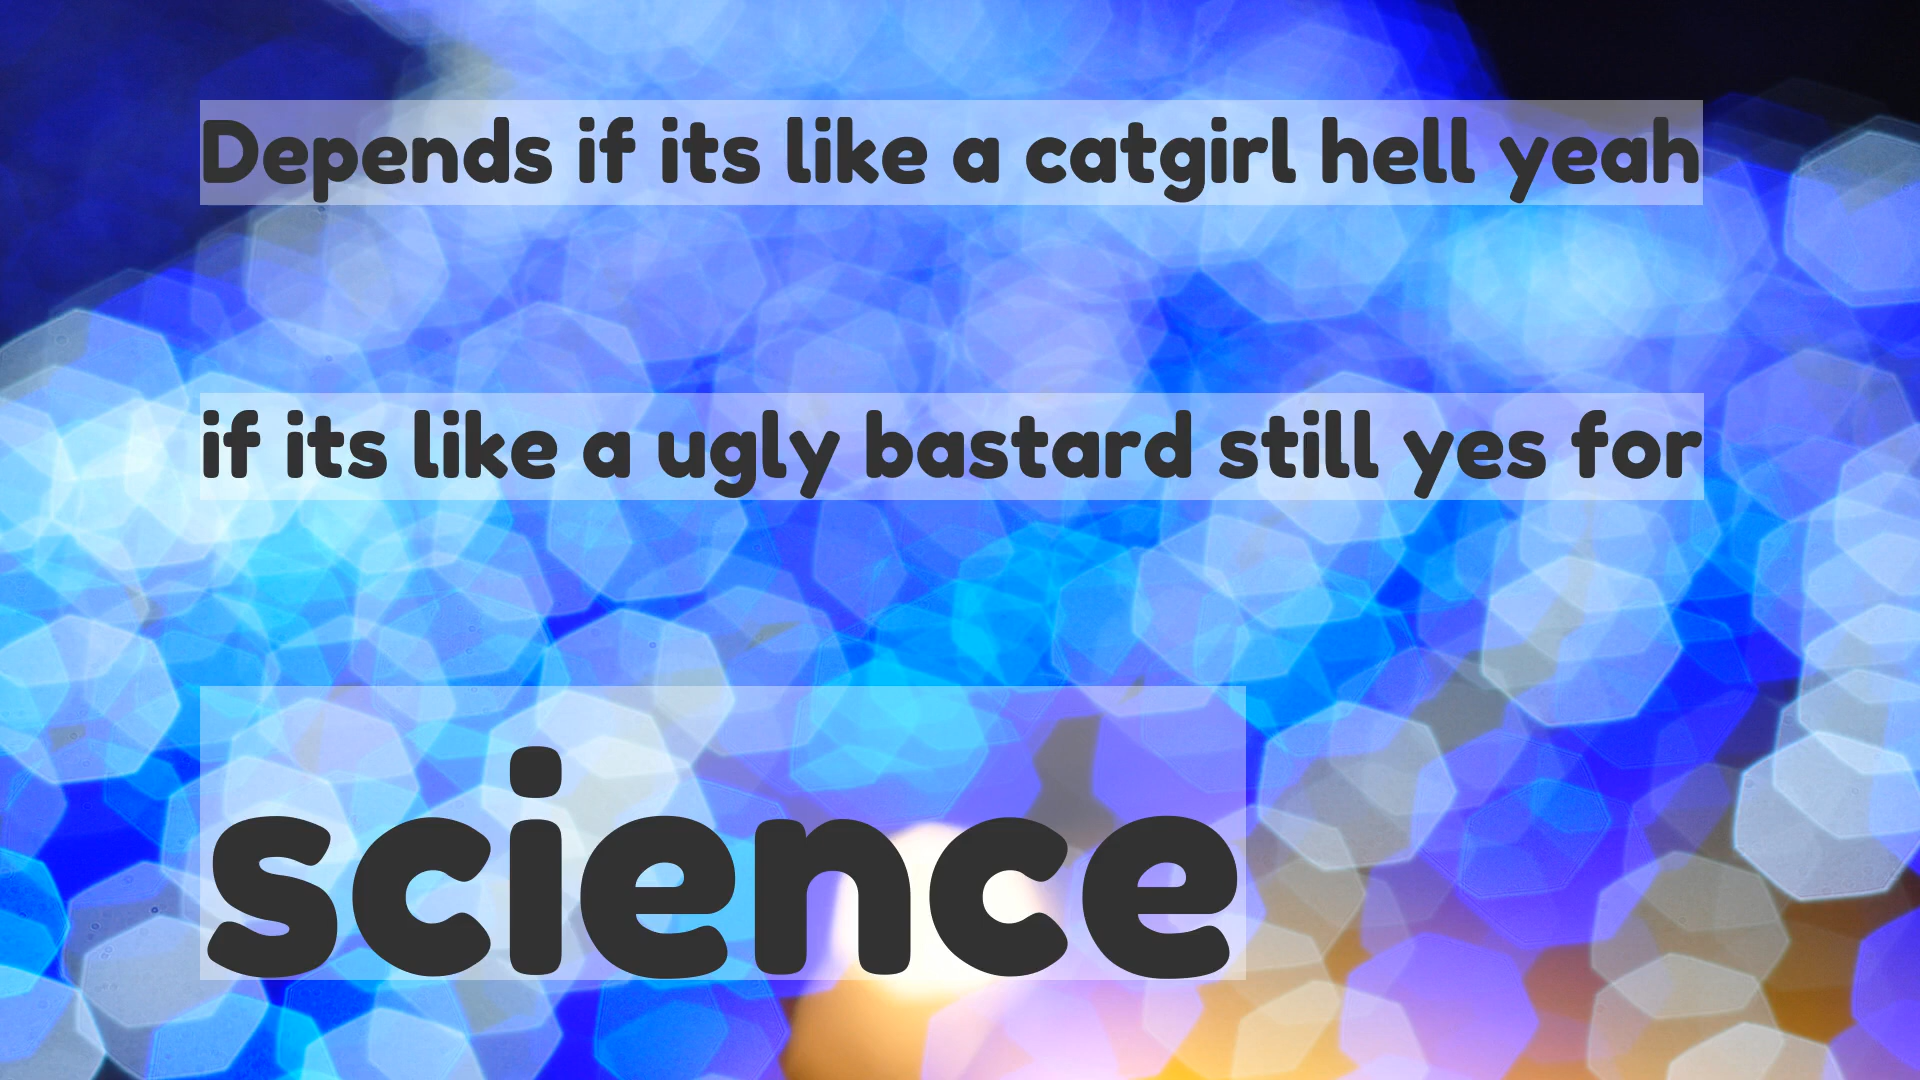 Depends if its like a catgirl hell yeah
if its like a ugly bastard still yes for
science